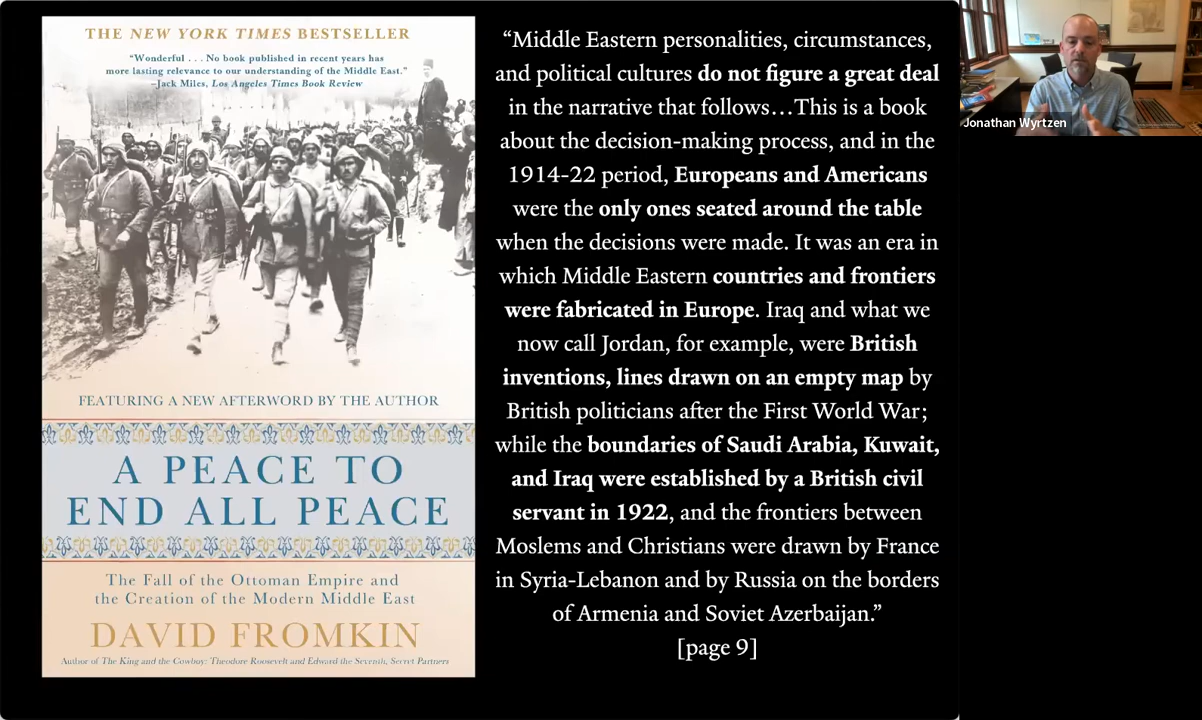 THE NEW YORK TIMES BESTSELLER
“Wonderful . . . No book published in recent years has
more lasting relevance to our understanding of the Middle East.”
–Jack Miles, Los Angeles Times Book Review
FEATURING A NEW AFTERWORD BY THE AUTHOR
A PEACE TO
END ALL PEACE
The Fall of the Ottoman Empire and
the Creation of the Modern Middle East
DAVID FROMKIN
Author of The King and the Cowboy: Theodore Roosevelt and Edward the Seventh, Secret Partners
“Middle Eastern personalities, circumstances,
and political cultures do not figure a great deal
in the narrative that follows…This is a book
about the decision-making process, and in the
1914-22 period, Europeans and Americans
were the only ones seated around the table
when the decisions were made. It was an era in
which Middle Eastern countries and frontiers
were fabricated in Europe. Iraq and what we
now call Jordan, for example, were British
inventions, lines drawn on an empty map by
British politicians after the First World War;
while the boundaries of Saudi Arabia, Kuwait,
and Iraq were established by a British civil
servant in 1922, and the frontiers between
Moslems and Christians were drawn by France
in Syria-Lebanon and by Russia on the borders
of Armenia and Soviet Azerbaijan.”
[page 9]
Jonathan Wyrtzen